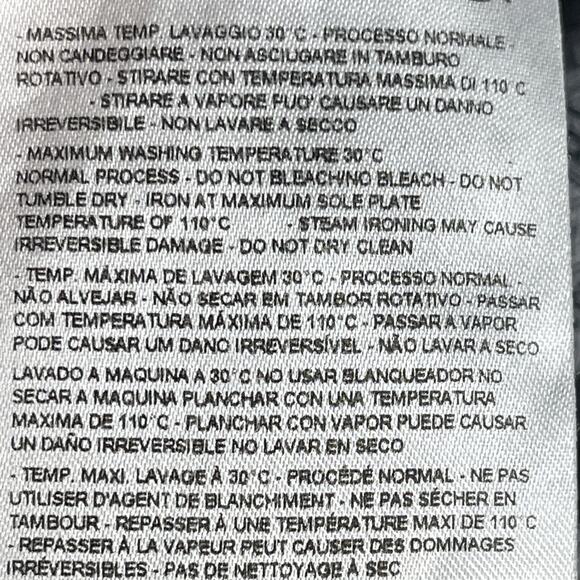 - MASSIMA TEMP. LAVAGGIO 30°C - PROCESSO NORMALE -
NON CANDEGGIARE - NON ASCIUGARE IN TAMBURO
ROTATIVO - STIRARE CON TEMPERATURA MASSIMA DI 110 C
- STIRARE A VAPORE PUO' CAUSARE UN DANNO
IRREVERSIBILE - NON LAVARE A SECCO
- MAXIMUM WASHING TEMPERATURE 30°C
NORMAL PROCESS - DO NOT BLEACH/NO BLEACH - DO NOT
TUMBLE DRY - IRON AT MAXIMUM SOLE PLATE
TEMPERATURE OF 110°C - STEAM IRONING MAY CAUSE
IRREVERSIBLE DAMAGE - DO NOT DRY CLEAN
- TEMP. MÁXIMA DE LAVAGEM 30°C - PROCESSO NORMAL -
NÃO ALVEJAR - NÃO SECAR EM TAMBOR ROTATIVO - PASSAR
COM TEMPERATURA MÁXIMA DE 110°C - PASSAR A VAPOR
PODE CAUSAR UM DANO IRREVERSÍVEL - NÃO LAVAR A SECO
LAVADO A MAQUINA A 30°C NO USAR BLANQUEADOR NO
SECAR A MAQUINA PLANCHAR CON UNA TEMPERATURA
MAXIMA DE 110°C - PLANCHAR CON VAPOR PUEDE CAUSAR
UN DAÑO IRREVERSIBLE NO LAVAR EN SECO
- TEMP. MAXI. LAVAGE À 30°C - PROCÉDÉ NORMAL - NE PAS
UTILISER D'AGENT DE BLANCHIMENT - NE PAS SÉCHER EN
TAMBOUR - REPASSER À UNE TEMPÉRATURE MAXI DE 110°C
- REPASSER À LA VAPEUR PEUT CAUSER DES DOMMAGES
IRRÉVERSIBLES - PAS DE NETTOYAGE À SEC